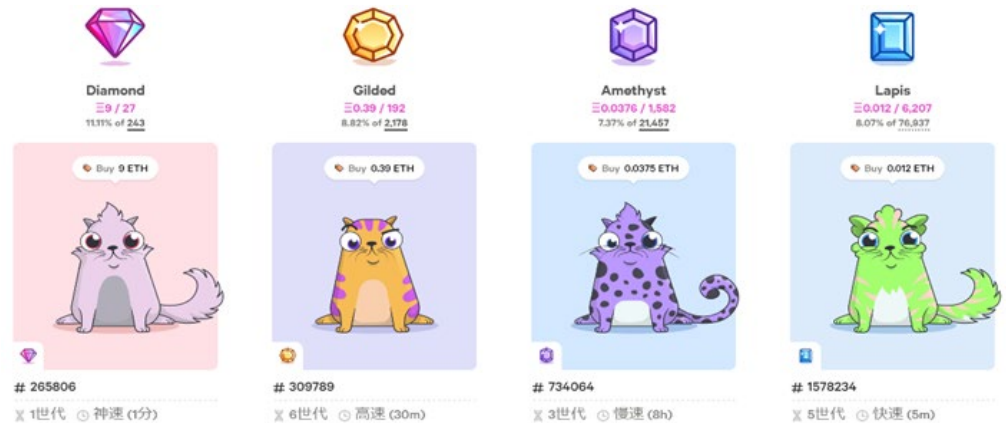 Diamond
Ξ9 / 27
11.11% of 243
Buy 9 ETH
# 265806
1世代 神速 (1分)
Gilded
Ξ0.39 / 192
8.82% of 2,178
Buy 0.39 ETH
# 309789
6世代 高速 (30m)
Amethyst
Ξ0.0376 / 1,582
7.37% of 21,457
Buy 0.0375 ETH
# 734064
3世代 慢速 (8h)
Lapis
Ξ0.012 / 6,207
8.07% of 76,937
Buy 0.012 ETH
# 1578234
5世代 快速 (5m)